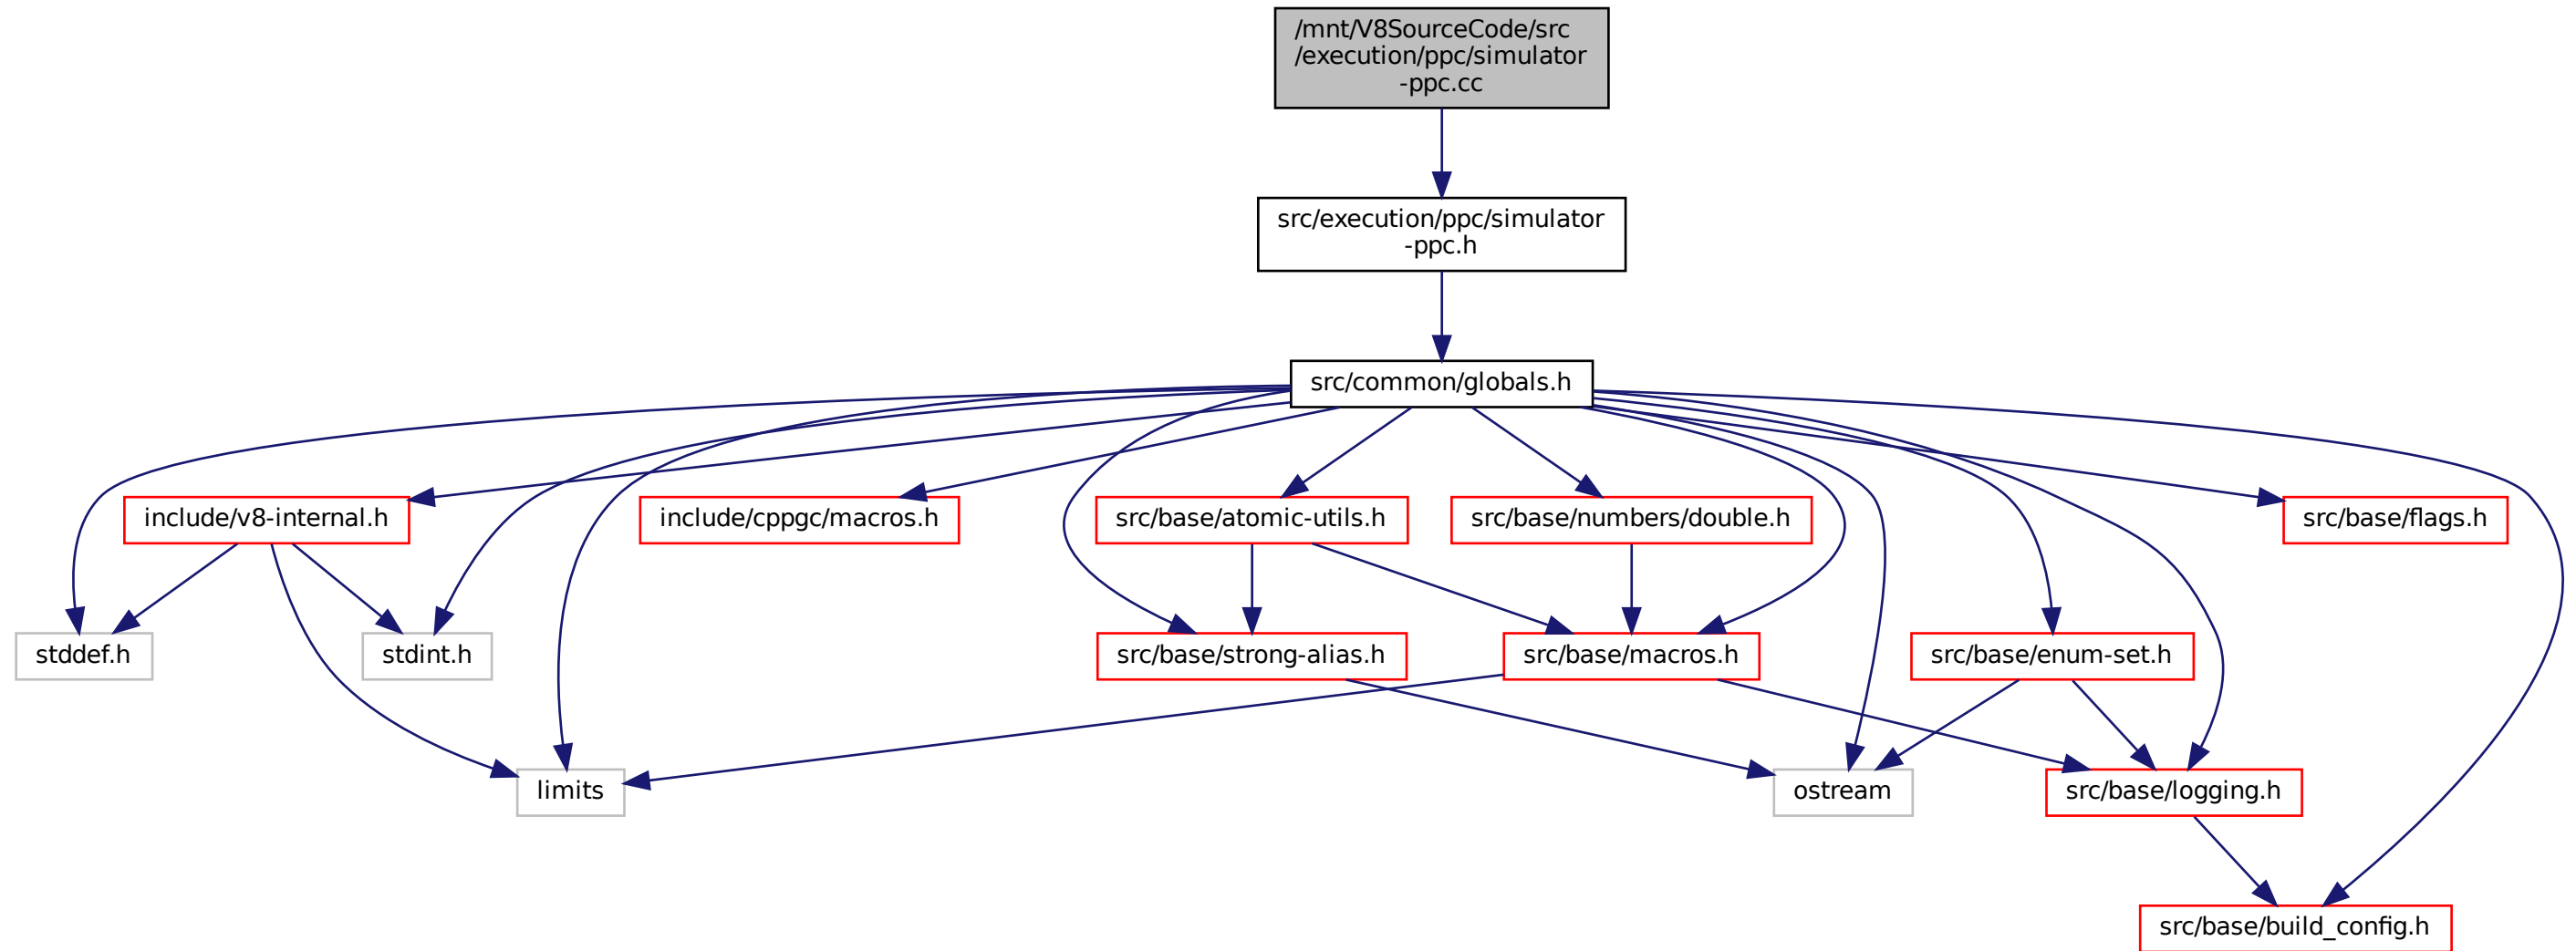 /mnt/V8SourceCode/src
/execution/ppc/simulator
-ppc.cc
src/execution/ppc/simulator
-ppc.h
src/common/globals.h
include/v8-internal.h
include/cppgc/macros.h
src/base/atomic-utils.h
src/base/numbers/double.h
src/base/flags.h
stddef.h
stdint.h
src/base/strong-alias.h
src/base/macros.h
src/base/enum-set.h
limits
ostream
src/base/logging.h
src/base/build_config.h